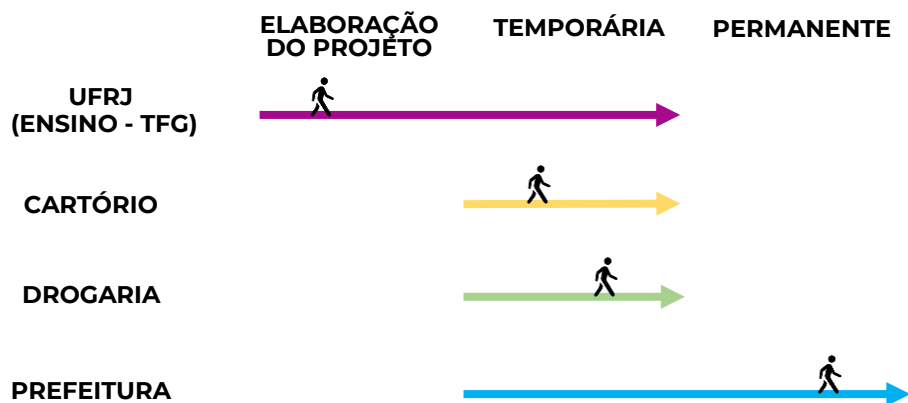 ELABORAÇÃO
DO PROJETO
TEMPORÁRIA
PERMANENTE
UFRJ
(ENSINO - TFG)
CARTÓRIO
DROGARIA
PREFEITURA